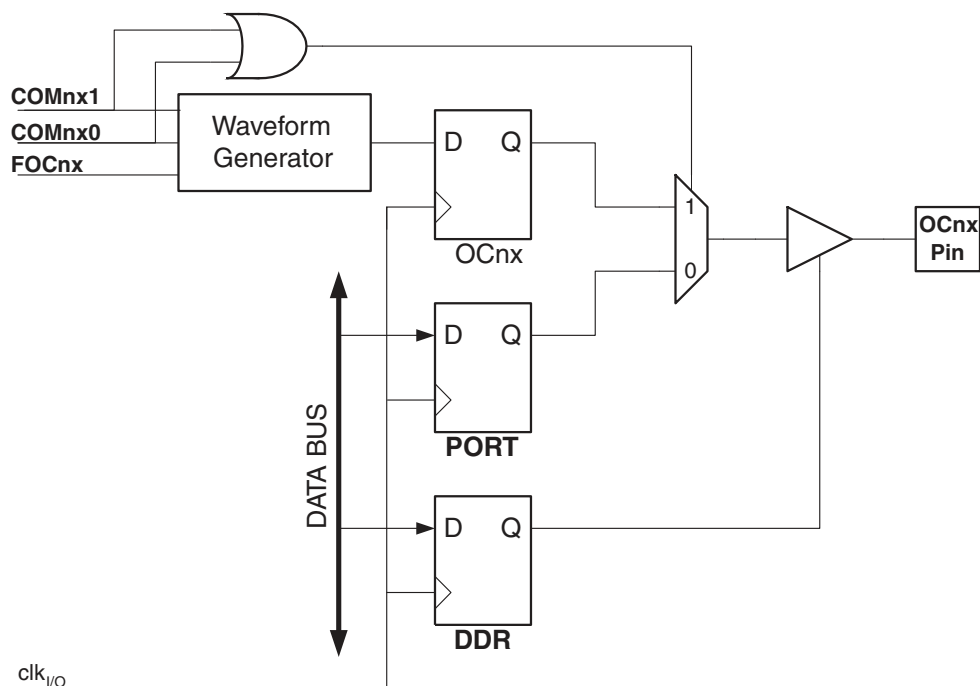 COMnx1
COMnx0
FOCnx
Waveform
Generator
D Q
OCnx
1
0
OCnx
Pin
D Q
PORT
DATA BUS
D Q
DDR
clkI/O